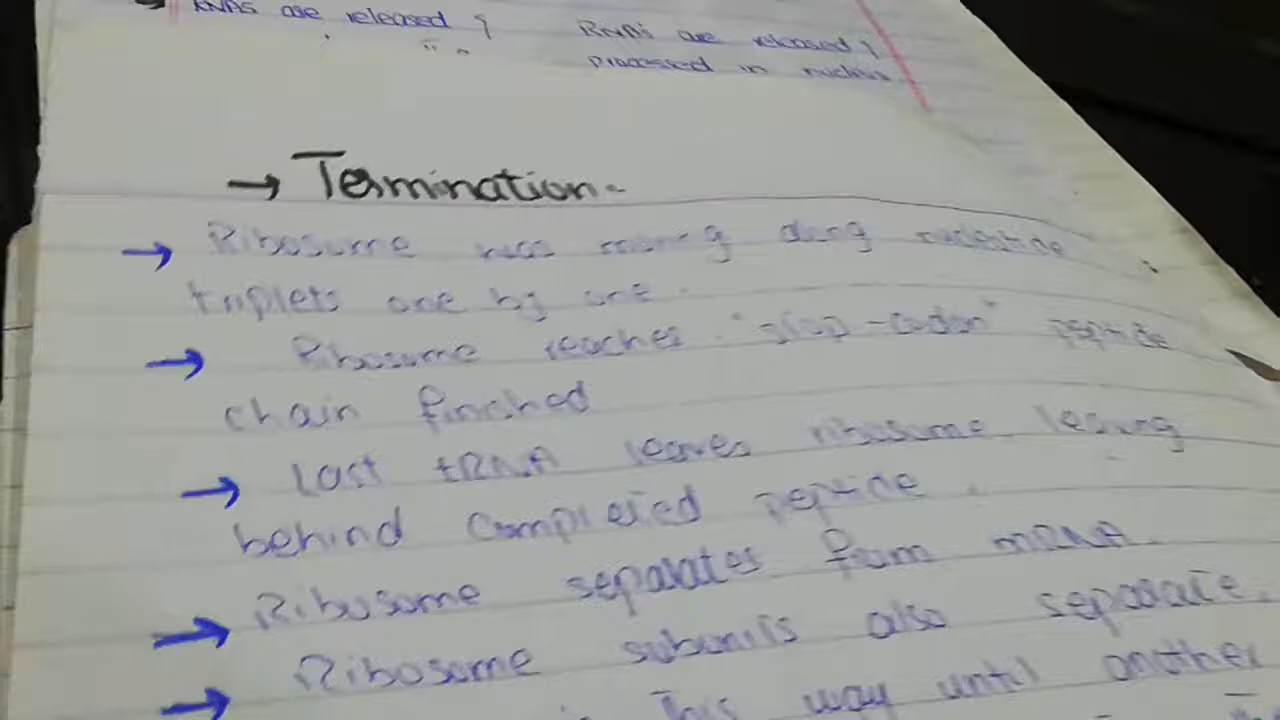 RNAs are released &
RNA's are released &
processed in nucleus
→ Termination.
→ Ribosome was moving along nucleotide
triplets one by one.
→ Ribosome reaches "stop-codon" peptide
chain finished
→ Last tRNA leaves ribosome leaving
behind completed peptide.
→ Ribosome separates from mRNA.
→ Ribosome subunits also separate.
This way until another